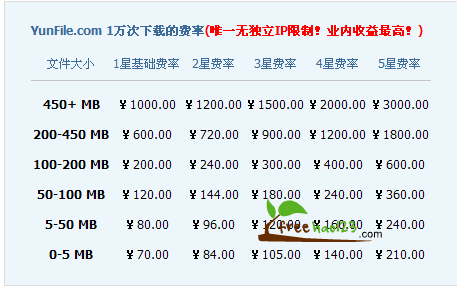 YunFile.com 1万次下载的费率(唯一无独立IP限制！业内收益最高！)
文件大小 1星基础费率 2星费率 3星费率 4星费率 5星费率
450+ MB ¥ 1000.00 ¥ 1200.00 ¥ 1500.00 ¥ 2000.00 ¥ 3000.00
200-450 MB ¥ 600.00 ¥ 720.00 ¥ 900.00 ¥ 1200.00 ¥ 1800.00
100-200 MB ¥ 200.00 ¥ 240.00 ¥ 300.00 ¥ 400.00 ¥ 600.00
50-100 MB ¥ 120.00 ¥ 144.00 ¥ 180.00 ¥ 240.00 ¥ 360.00
5-50 MB ¥ 80.00 ¥ 96.00 ¥ 120.00 ¥ 160.00 ¥ 240.00
freehao123.com
0-5 MB ¥ 70.00 ¥ 84.00 ¥ 105.00 ¥ 140.00 ¥ 210.00